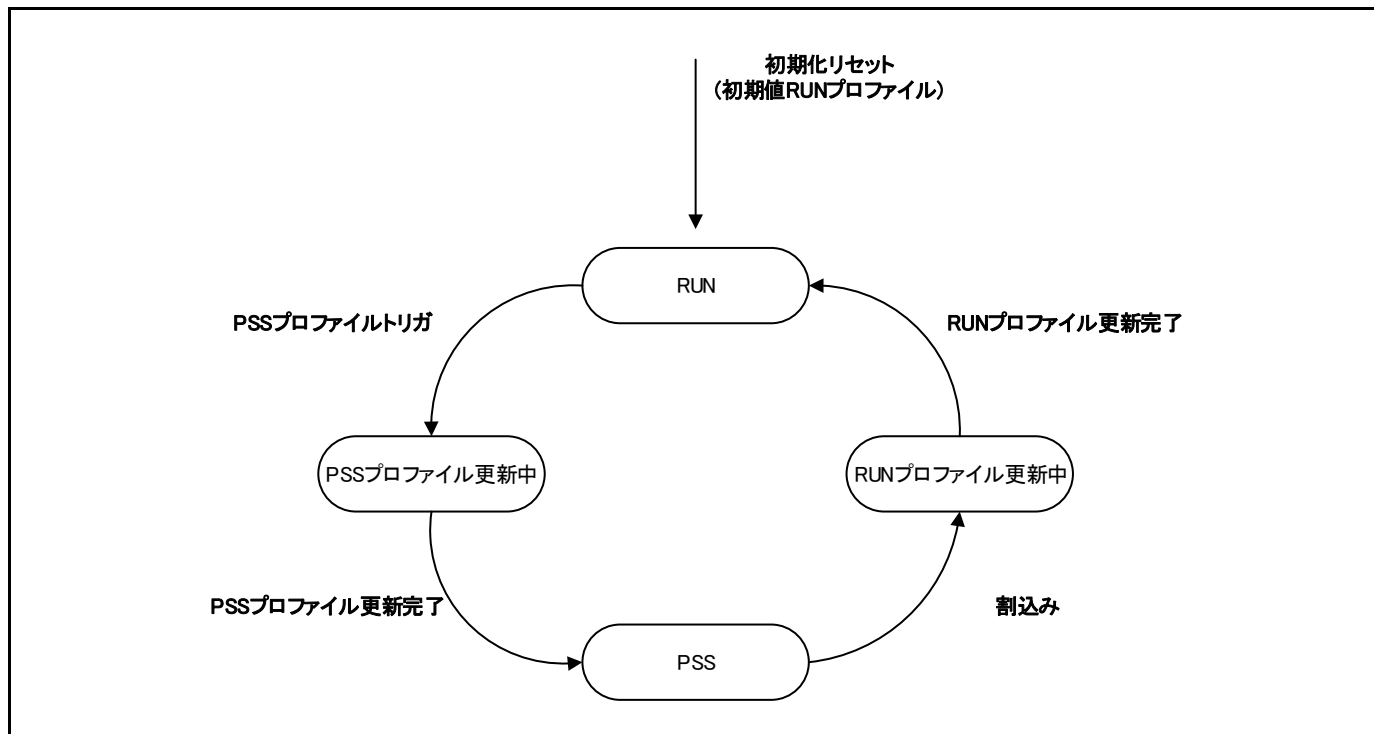 初期化リセット
（初期値RUNプロファイル）
RUN
PSSプロファイルトリガ
RUNプロファイル更新完了
PSSプロファイル更新中
RUNプロファイル更新中
PSSプロファイル更新完了
割込み
PSS